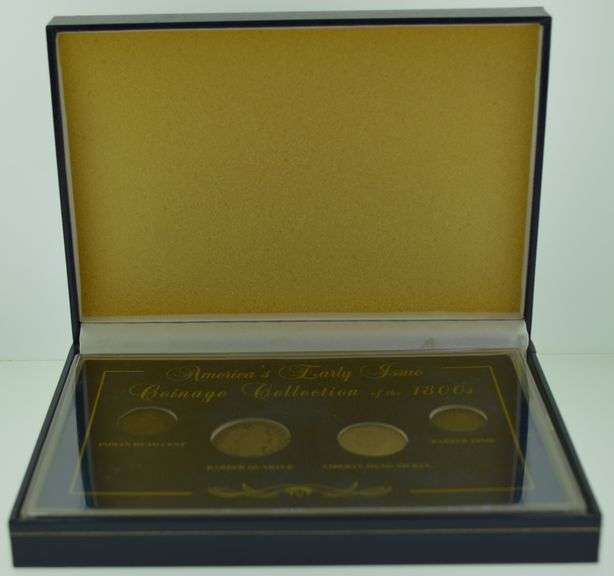 America's Early Issue
Coinage Collection of the 1800s
INDIAN HEAD CENT
BARBER DIME
BARBER QUARTER
LIBERTY HEAD NICKEL